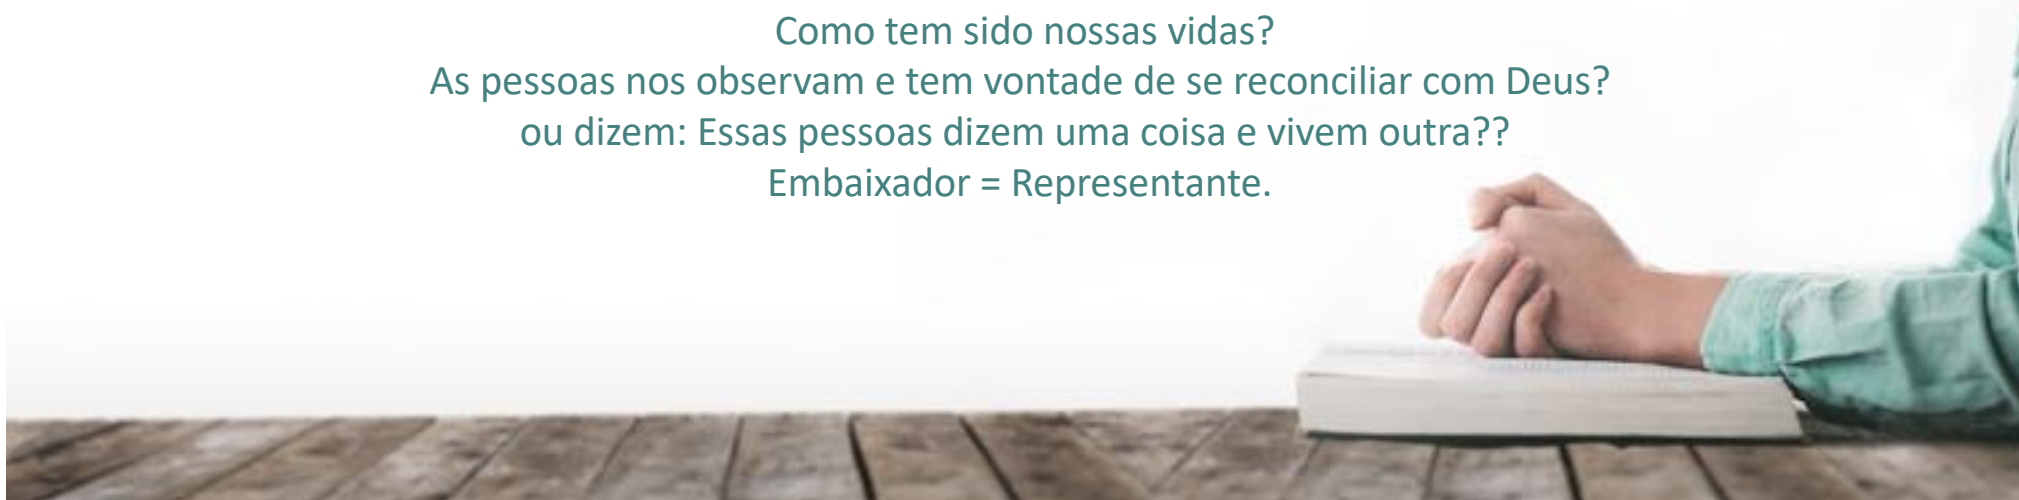 Como tem sido nossas vidas?
As pessoas nos observam e tem vontade de se reconciliar com Deus?
ou dizem: Essas pessoas dizem uma coisa e vivem outra??
Embaixador = Representante.